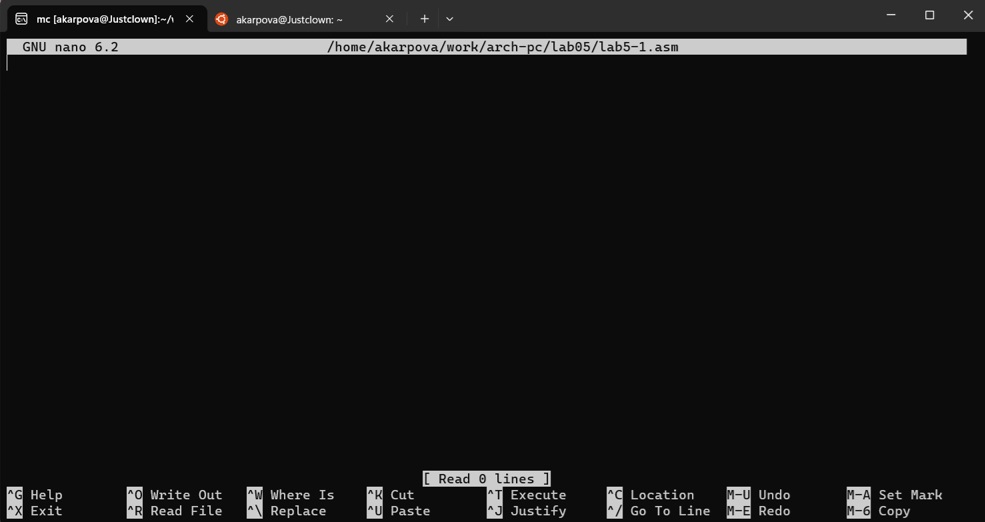 mc [akarpova@Justclown]:~/ akarpova@Justclown: ~
GNU nano 6.2 /home/akarpova/work/arch-pc/lab05/lab5-1.asm
[ Read 0 lines ]
^G Help ^O Write Out ^W Where Is ^K Cut ^T Execute ^C Location M-U Undo M-A Set Mark
^X Exit ^R Read File ^\ Replace ^U Paste ^J Justify ^/ Go To Line M-E Redo M-6 Copy